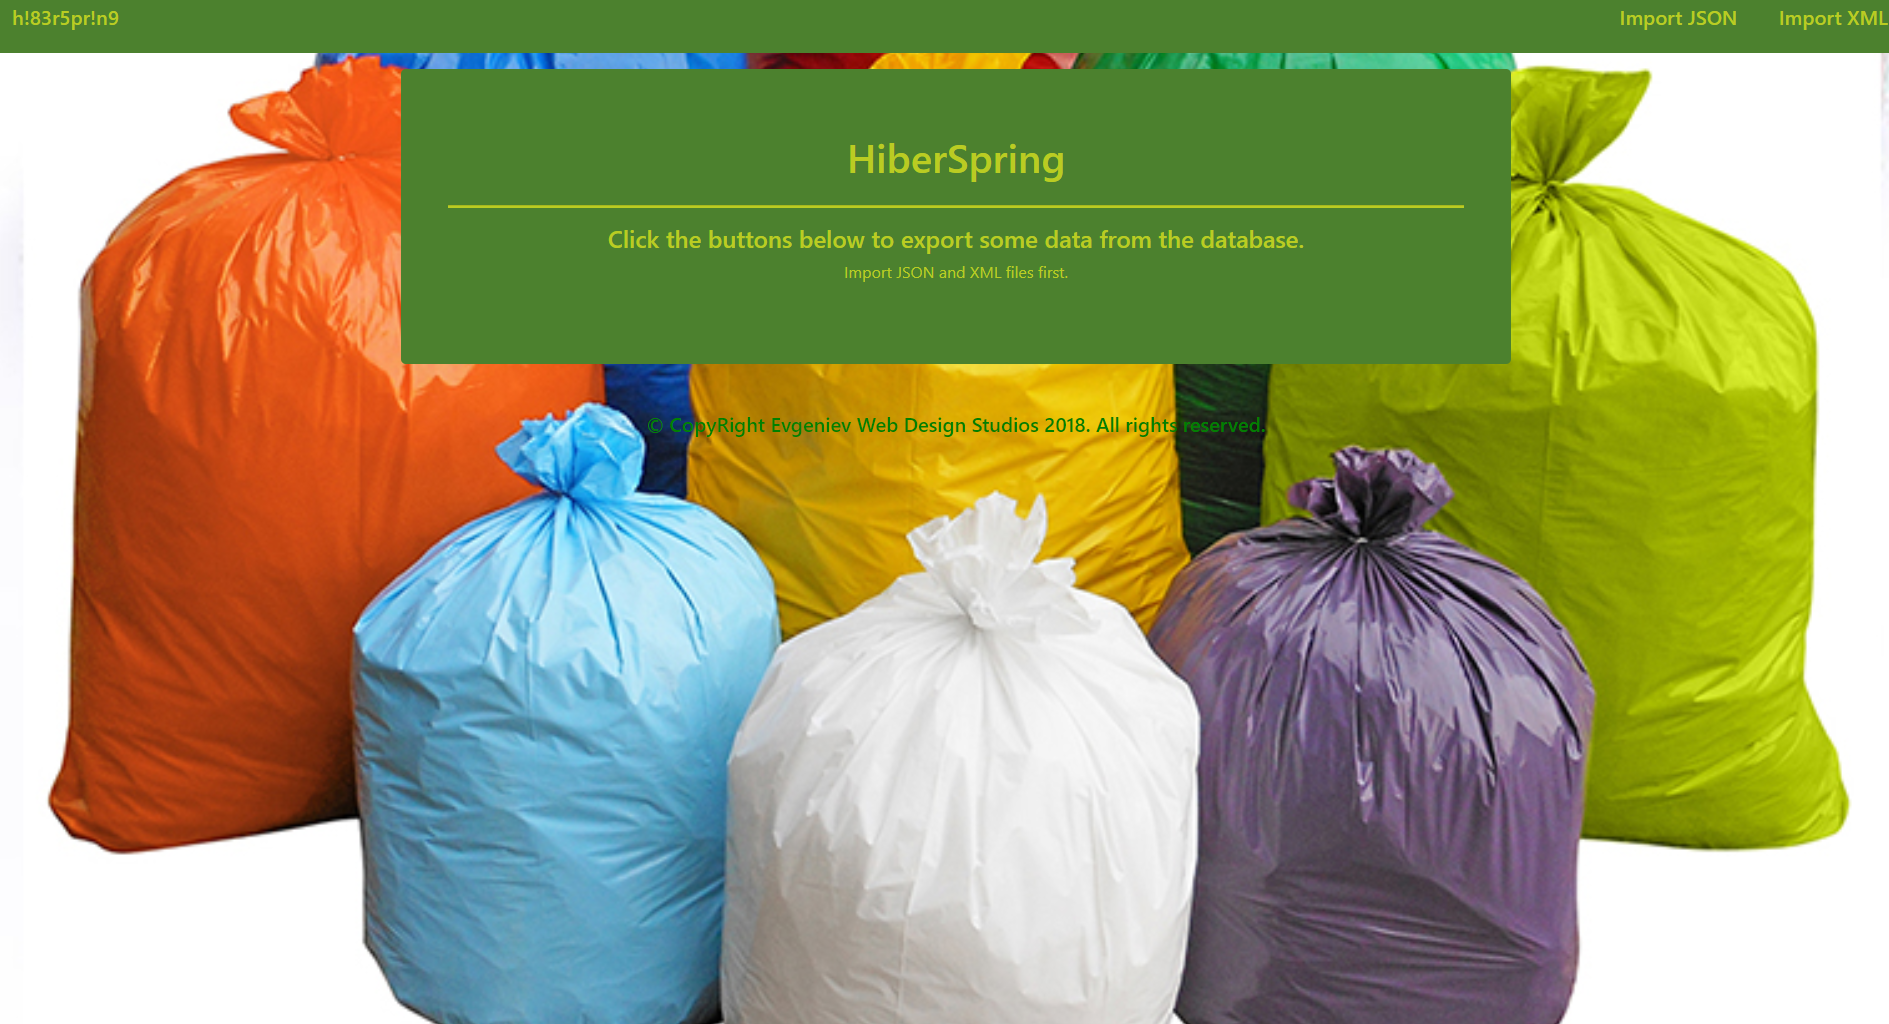 h!83r5pr!n9
Import JSON
Import XML
HiberSpring
Click the buttons below to export some data from the database.
Import JSON and XML files first.
© CopyRight Evgeniev Web Design Studios 2018. All rights reserved.